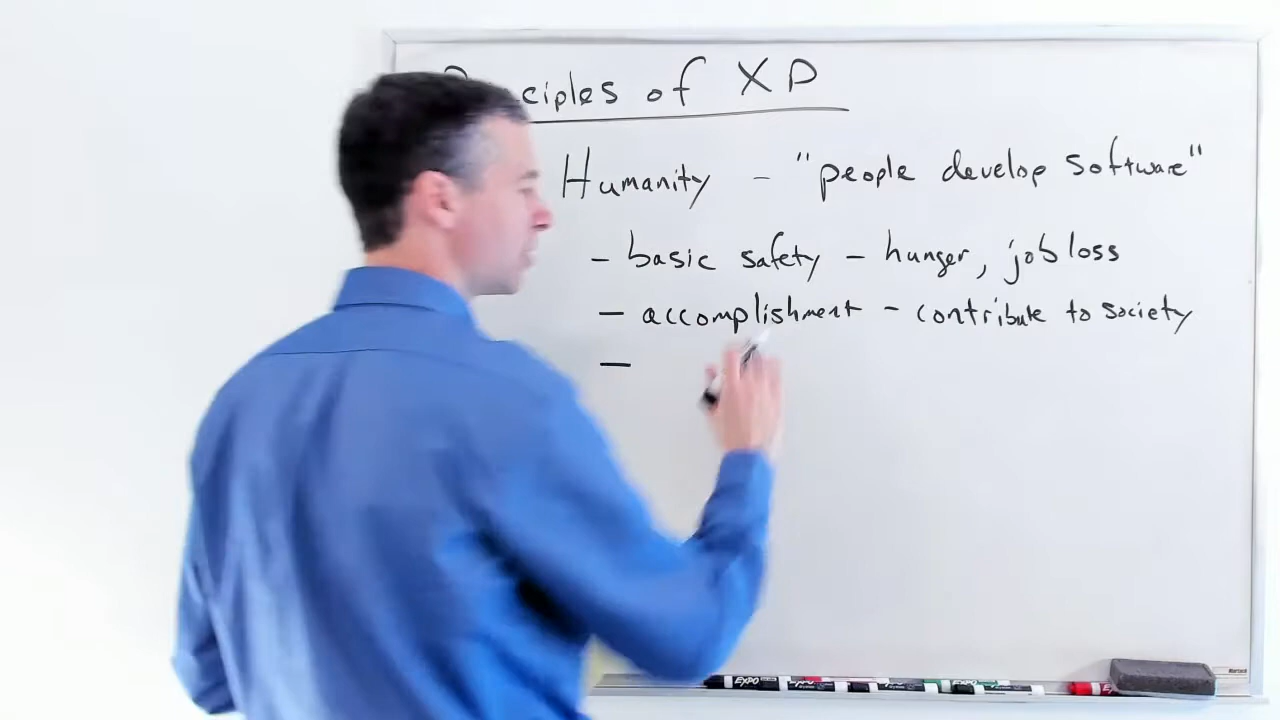 ciples of XP
Humanity - "people develop software"
- basic safety - hunger, job loss
- accomplishment - contribute to society
-
EXPO